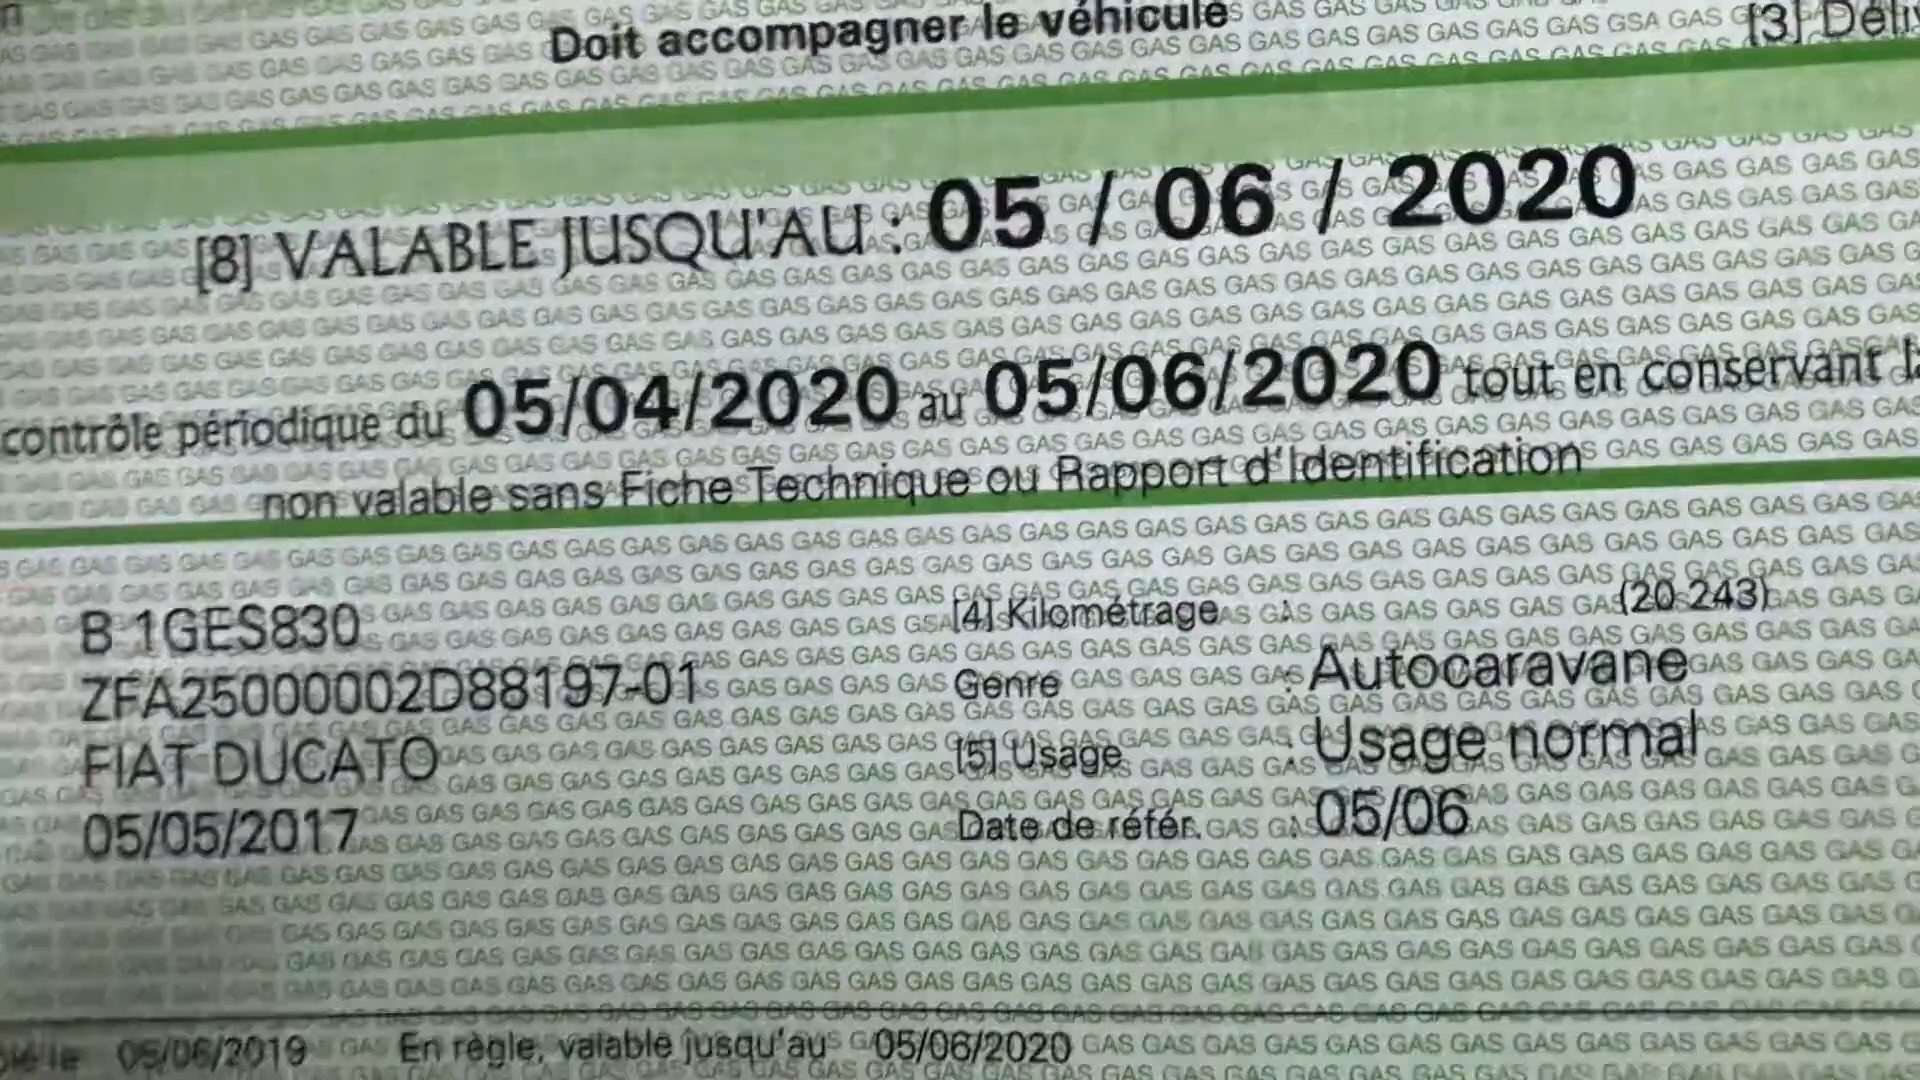 Doit accompagner le véhicule
[3] Déli
[8] VALABLE JUSQU'AU : 05 / 06 / 2020
contrôle périodique du 05/04/2020 au 05/06/2020 tout en conservant la
non valable sans Fiche Technique ou Rapport d'Identification
B 1GES830 [4] Kilométrage : (20 243)
ZFA25000002D88197-01 Genre : Autocaravane
FIAT DUCATO [5] Usage : Usage normal
05/05/2017 Date de référ. : 05/06
le 05/06/2019 En règle, valable jusqu'au 05/06/2020